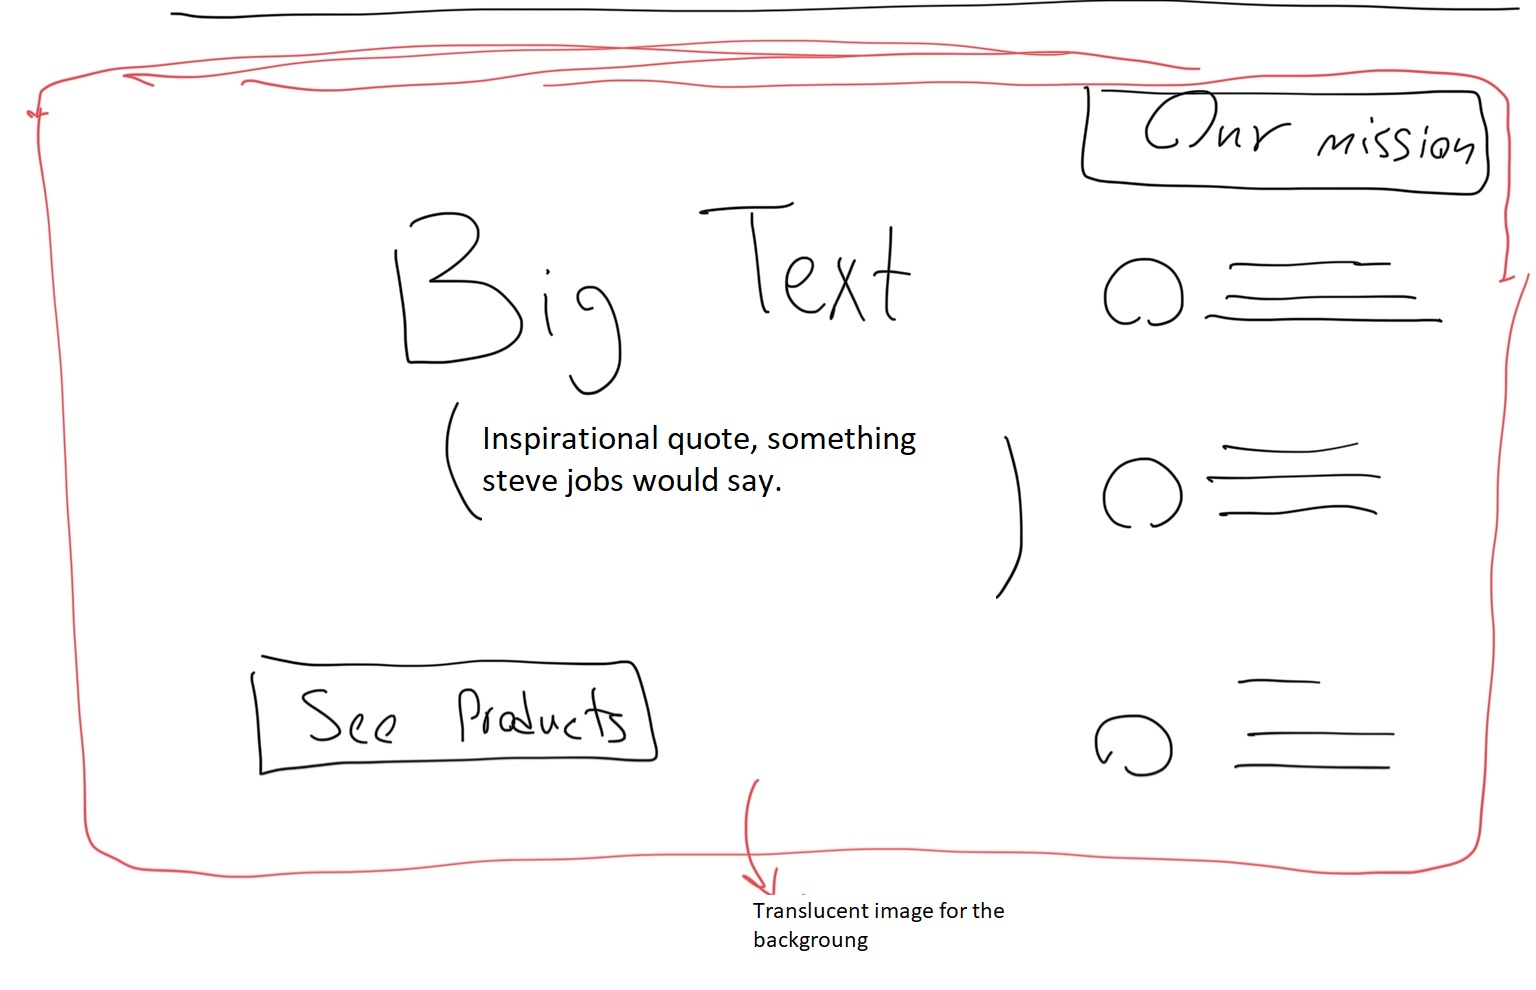 Our mission
Big Text
Inspirational quote, something
steve jobs would say.
See Products
Translucent image for the
backgroung